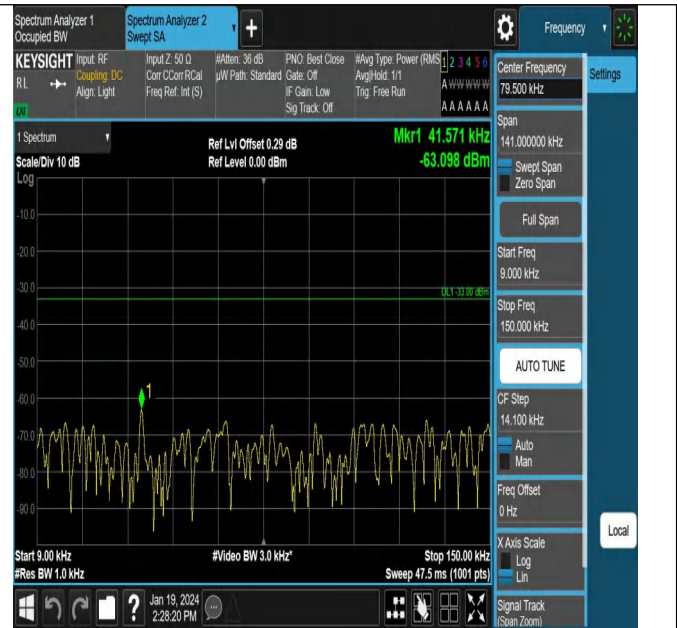 Spectrum Analyzer 1
Occupied BW
Spectrum Analyzer 2
Swept SA
Frequency
KEYSIGHT
RL
LXI
Input: RF
Coupling: DC
Align: Light
Input Z: 50 Ω
Corr CCorr RCal
Freq Ref: Int (S)
#Atten: 36 dB
µW Path: Standard
PNO: Best Close
Gate: Off
IF Gain: Low
Sig Track: Off
#Avg Type: Power (RMS
Avg|Hold: 1/1
Trig: Free Run
1 2 3 4 5 6
A W W W W W
A A A A A A
1 Spectrum
Scale/Div 10 dB
Log
Ref Lvl Offset 0.29 dB
Ref Level 0.00 dBm
Mkr1 41.571 kHz
-63.098 dBm
-10.0
-20.0
-30.0
DL1 -33.00 dBm
-40.0
-50.0
-60.0
1
-70.0
-80.0
-90.0
Start 9.00 kHz
#Res BW 1.0 kHz
#Video BW 3.0 kHz*
Stop 150.00 kHz
Sweep 47.5 ms (1001 pts)
Jan 19, 2024
2:28:20 PM
Center Frequency
79.500 kHz
Settings
Span
141.000000 kHz
Swept Span
Zero Span
Full Span
Start Freq
9.000 kHz
Stop Freq
150.000 kHz
AUTO TUNE
CF Step
14.100 kHz
Auto
Man
Freq Offset
0 Hz
X Axis Scale
Log
Lin
Local
Signal Track
(Span Zoom)